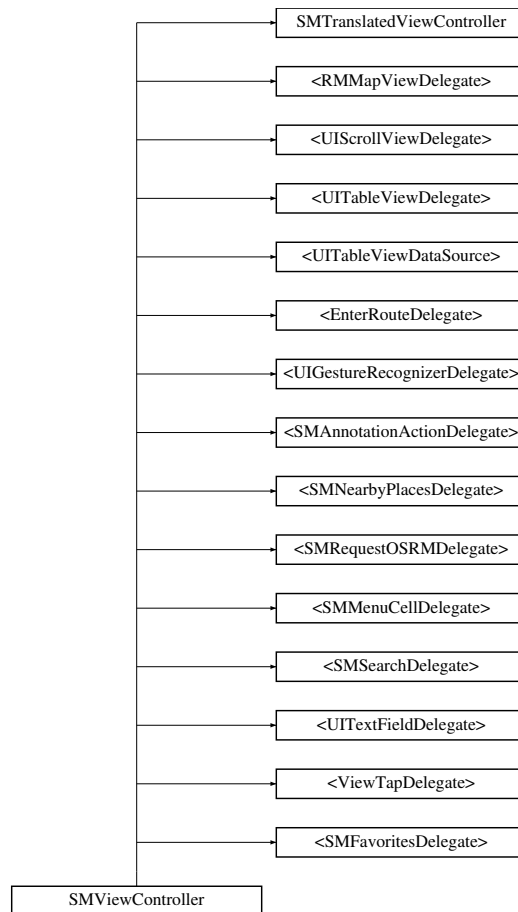 SMTranslatedViewController
<RMMapViewDelegate>
<UIScrollViewDelegate>
<UITableViewDelegate>
<UITableViewDataSource>
<EnterRouteDelegate>
<UIGestureRecognizerDelegate>
<SMAnnotationActionDelegate>
<SMNearbyPlacesDelegate>
<SMRequestOSRMDelegate>
<SMMenuCellDelegate>
<SMSearchDelegate>
<UITextFieldDelegate>
<ViewTapDelegate>
<SMFavoritesDelegate>
SMViewController